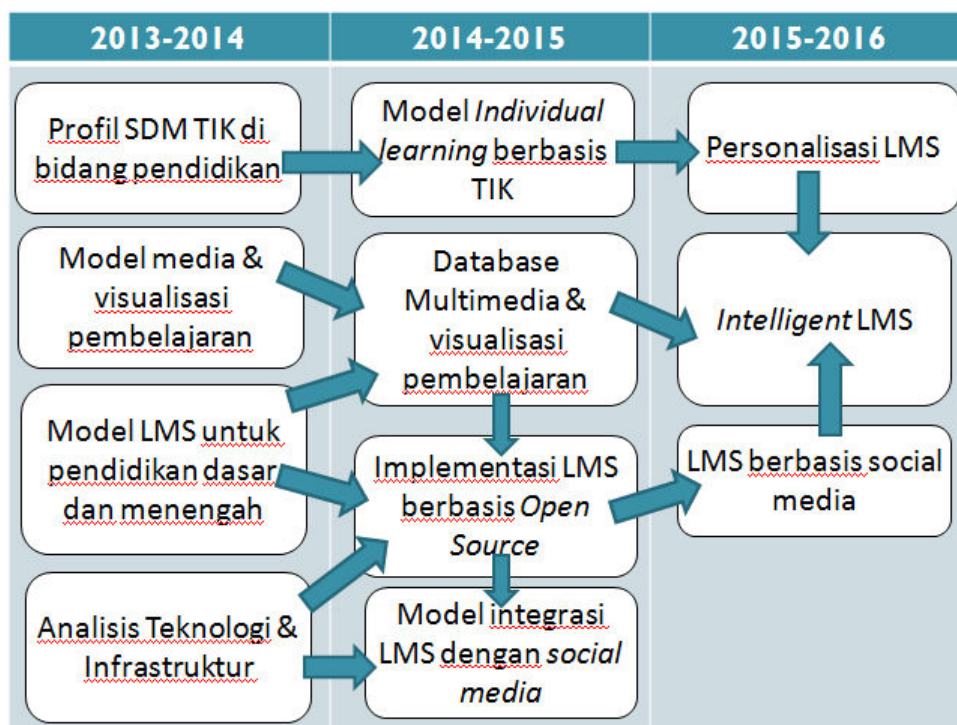 2013-2014
2014-2015
2015-2016
Profil SDM TIK di
bidang pendidikan
Model Individual
learning berbasis
TIK
Personalisasi LMS
Model media &
visualisasi
pembelajaran
Database
Multimedia &
visualisasi
pembelajaran
Intelligent LMS
Model LMS untuk
pendidikan dasar
dan menengah
Implementasi LMS
berbasis Open
Source
LMS berbasis social
media
Analisis Teknologi &
Infrastruktur
Model integrasi
LMS dengan social
media